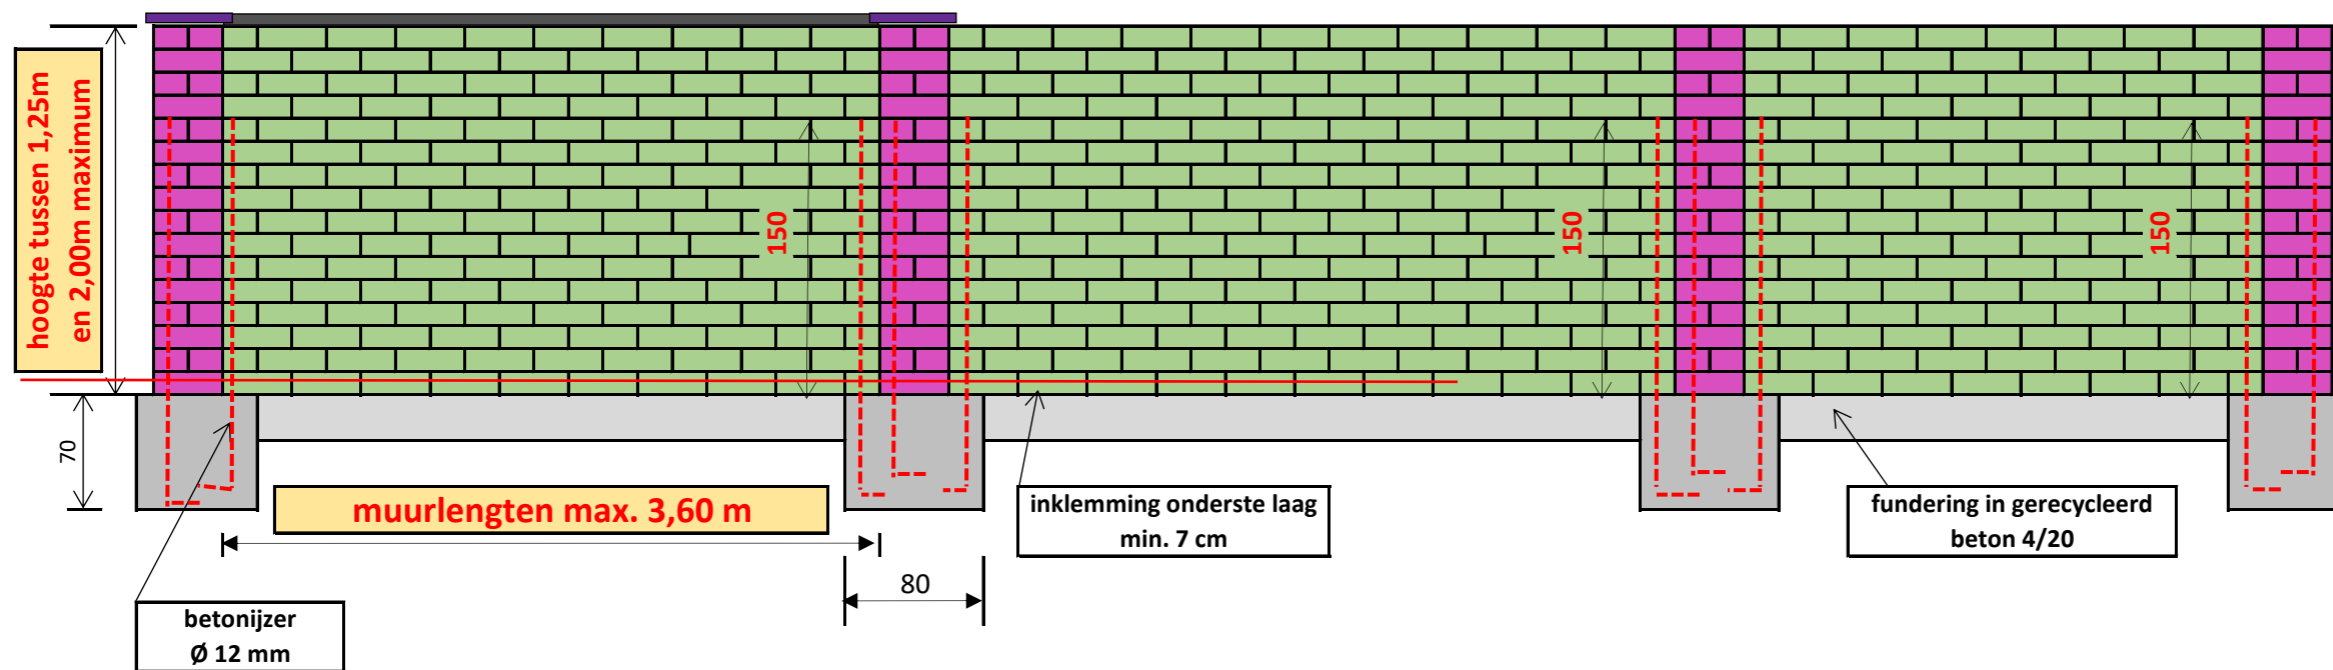 hoogte tussen 1,25m
en 2,00m maximum
150
150
150
70
muurlengten max. 3,60 m
inklemming onderste laag
min. 7 cm
fundering in gerecycleerd
beton 4/20
80
betonijzer
Ø 12 mm